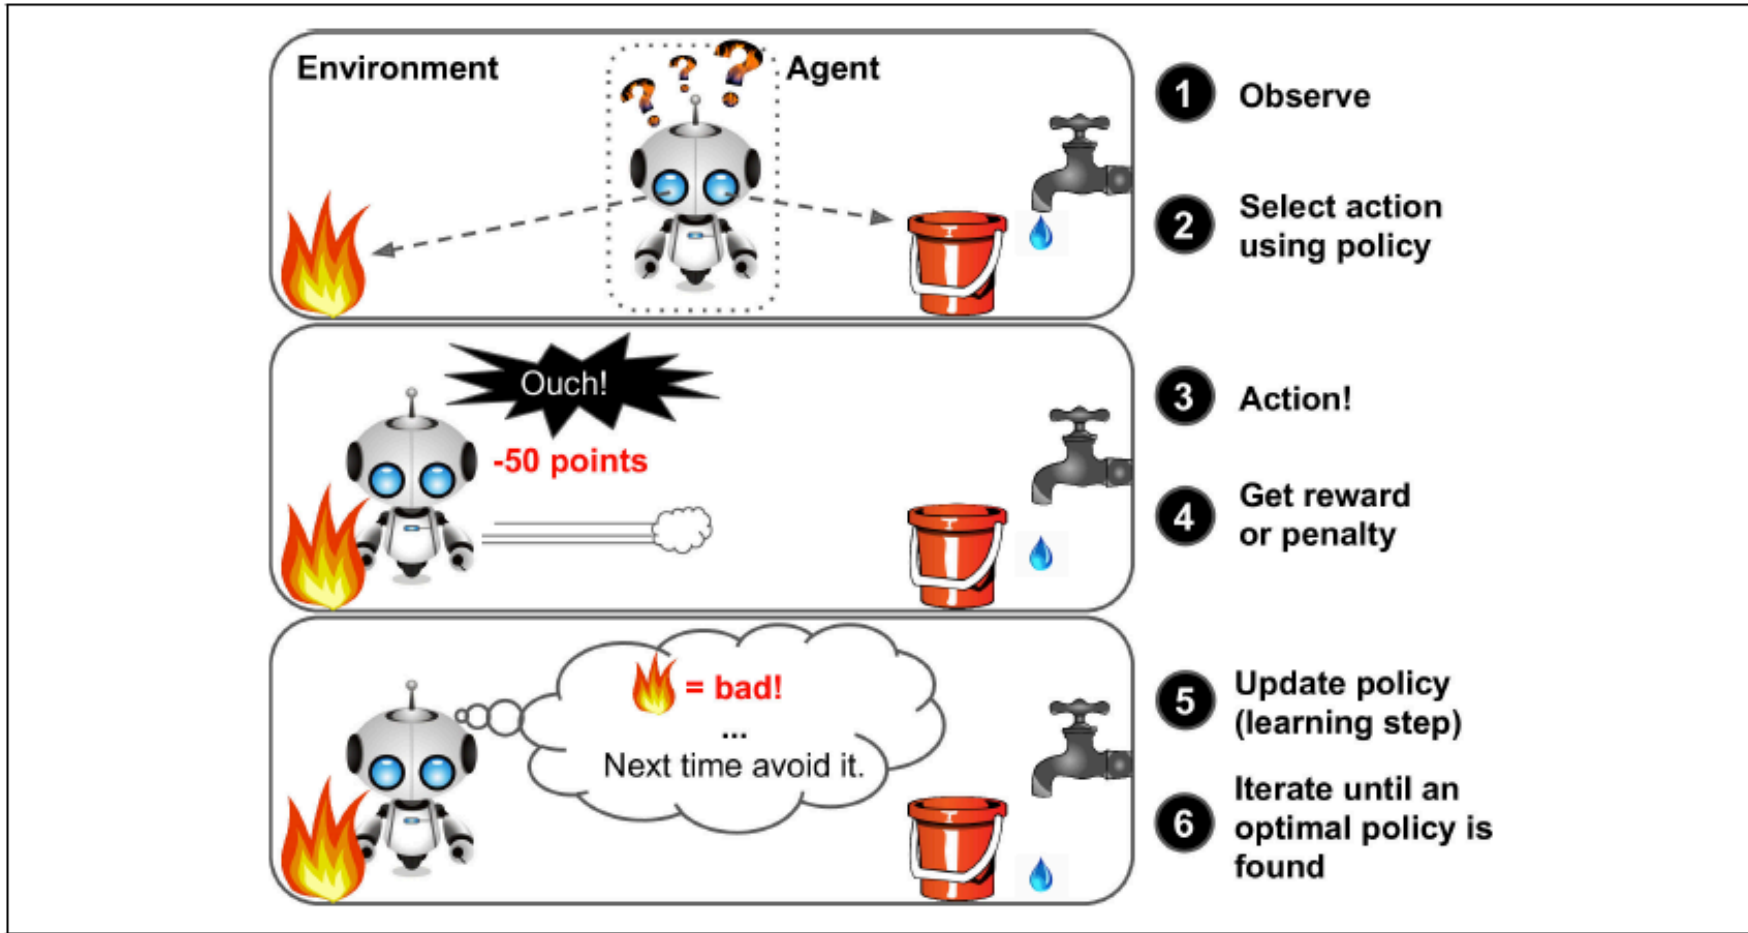 Environment
Agent
1 Observe
2 Select action
using policy
Ouch!
-50 points
3 Action!
4 Get reward
or penalty
= bad!
...
Next time avoid it.
5 Update policy
(learning step)
6 Iterate until an
optimal policy is
found